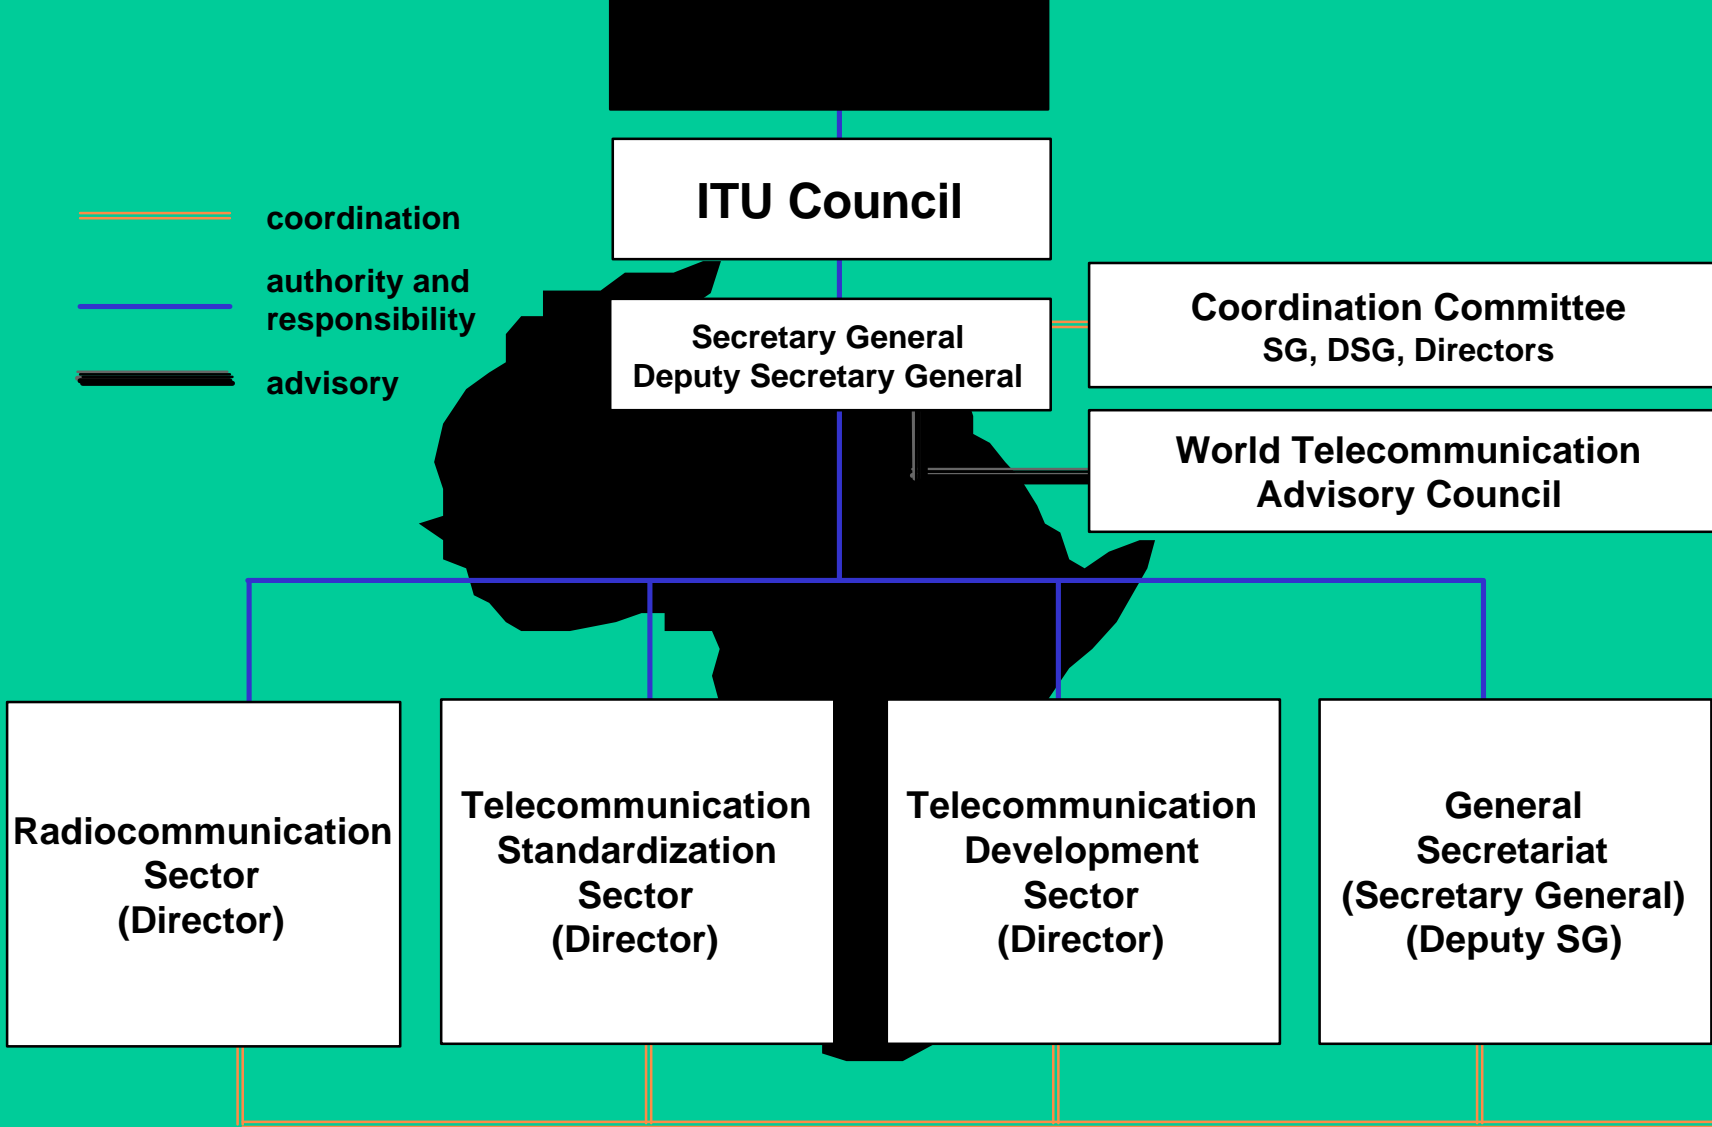 ITU Council
coordination
authority and
responsibility
advisory
Secretary General
Deputy Secretary General
Coordination Committee
SG, DSG, Directors
World Telecommunication
Advisory Council
Radiocommunication
Sector
(Director)
Telecommunication
Standardization
Sector
(Director)
Telecommunication
Development
Sector
(Director)
General
Secretariat
(Secretary General)
(Deputy SG)